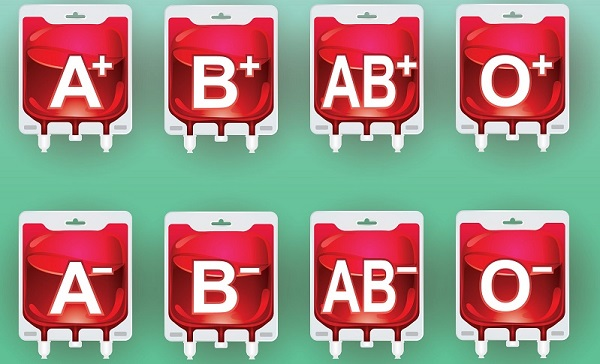 A+ B+ AB+ O+
A- B- AB- O-